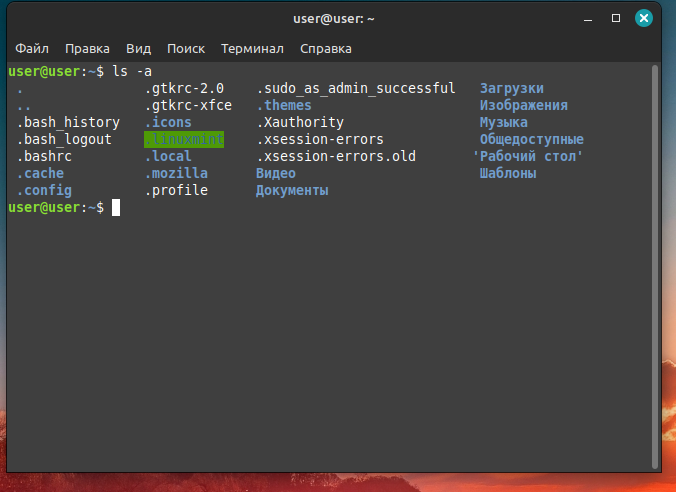 user@user: ~
Файл Правка Вид Поиск Терминал Справка
user@user:~$ ls -a
. .gtkrc-2.0 .sudo_as_admin_successful Загрузки
.. .gtkrc-xfce .themes Изображения
.bash_history .icons .Xauthority Музыка
.bash_logout .linuxmint .xsession-errors Общедоступные
.bashrc .local .xsession-errors.old 'Рабочий стол'
.cache .mozilla Видео Шаблоны
.config .profile Документы
user@user:~$